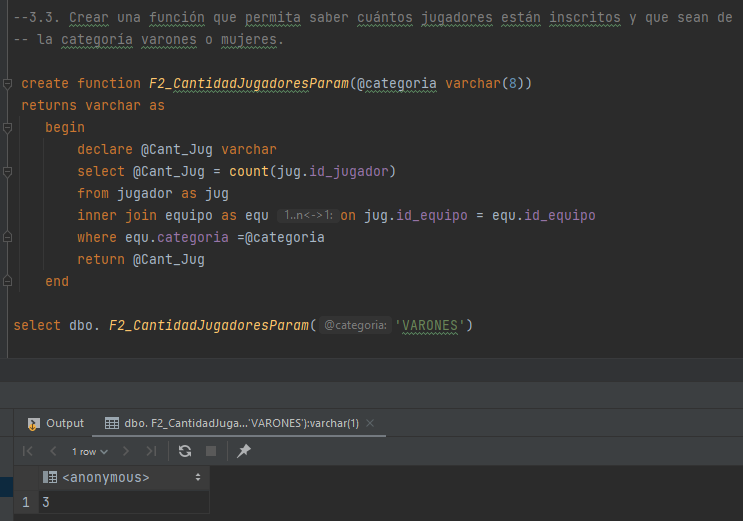 --3.3. Crear una función que permita saber cuántos jugadores están inscritos y que sean de
-- la categoría varones o mujeres.
create function F2_CantidadJugadoresParam(@categoria varchar(8))
returns varchar as
begin
declare @Cant_Jug varchar
select @Cant_Jug = count(jug.id_jugador)
from jugador as jug
inner join equipo as equ 1..n<->1: on jug.id_equipo = equ.id_equipo
where equ.categoria =@categoria
return @Cant_Jug
end
select dbo. F2_CantidadJugadoresParam( @categoria: 'VARONES')
Output dbo. F2_CantidadJuga...'VARONES'):varchar(1)
1 row
<anonymous>
1 3